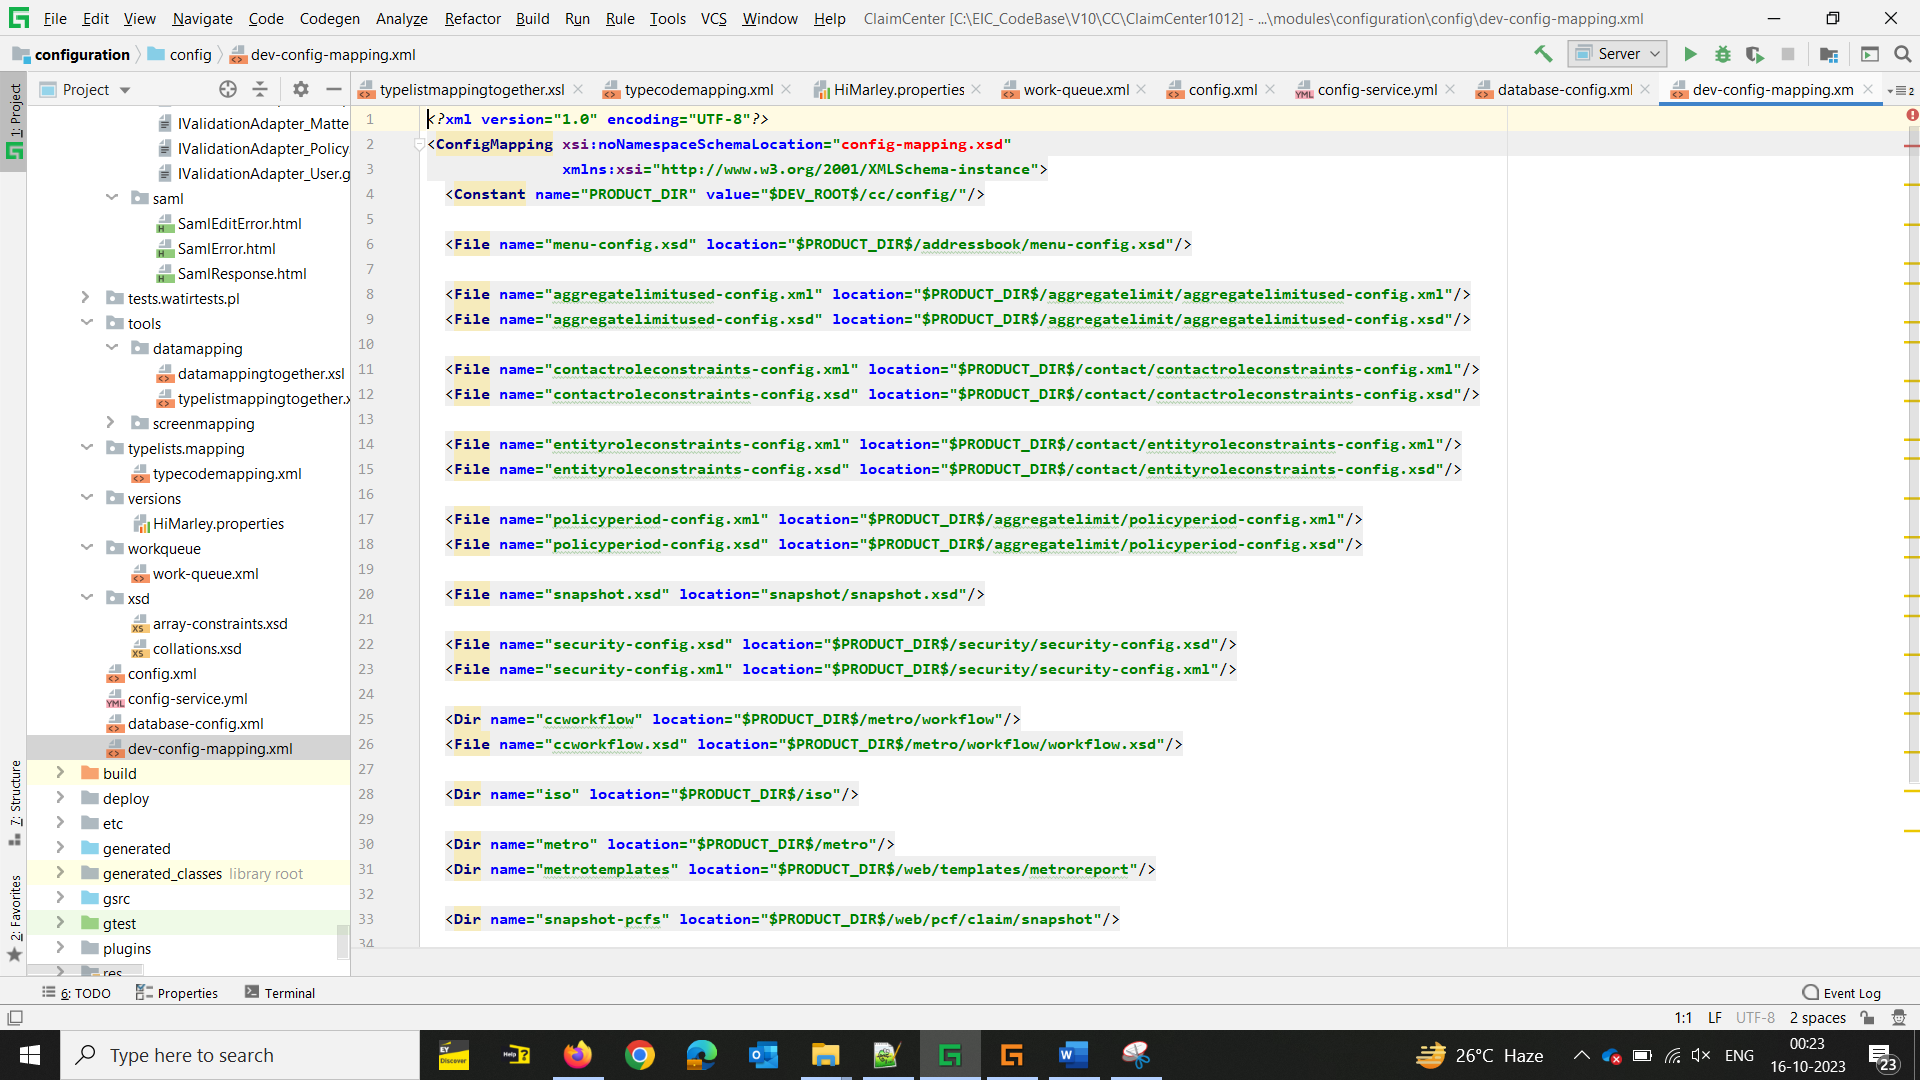 File Edit View Navigate Code Codegen Analyze Refactor Build Run Rule Tools VCS Window Help ClaimCenter [C:\EIC_CodeBase\V10\CC\ClaimCenter1012] - ...\modules\configuration\config\dev-config-mapping.xml
configuration config dev-config-mapping.xml Server
Project typelistmappingtogether.xsl typecodemapping.xml HiMarley.properties work-queue.xml config.xml config-service.yml database-config.xml dev-config-mapping.xm 2
1: Project
7: Structure
2: Favorites
IValidationAdapter_Matte
IValidationAdapter_Policy
IValidationAdapter_User.g
saml
SamlEditError.html
SamlError.html
SamlResponse.html
tests.watirtests.pl
tools
datamapping
datamappingtogether.xsl
typelistmappingtogether.x
screenmapping
typelists.mapping
typecodemapping.xml
versions
HiMarley.properties
workqueue
work-queue.xml
xsd
array-constraints.xsd
collations.xsd
config.xml
config-service.yml
database-config.xml
dev-config-mapping.xml
build
deploy
etc
generated
generated_classes library root
gsrc
gtest
plugins
res
1 <?xml version="1.0" encoding="UTF-8"?>
2 <ConfigMapping xsi:noNamespaceSchemaLocation="config-mapping.xsd"
3 xmlns:xsi="http://www.w3.org/2001/XMLSchema-instance">
4 <Constant name="PRODUCT_DIR" value="$DEV_ROOT$/cc/config/"/>
5
6 <File name="menu-config.xsd" location="$PRODUCT_DIR$/addressbook/menu-config.xsd"/>
7
8 <File name="aggregatelimitused-config.xml" location="$PRODUCT_DIR$/aggregatelimit/aggregatelimitused-config.xml"/>
9 <File name="aggregatelimitused-config.xsd" location="$PRODUCT_DIR$/aggregatelimit/aggregatelimitused-config.xsd"/>
10
11 <File name="contactroleconstraints-config.xml" location="$PRODUCT_DIR$/contact/contactroleconstraints-config.xml"/>
12 <File name="contactroleconstraints-config.xsd" location="$PRODUCT_DIR$/contact/contactroleconstraints-config.xsd"/>
13
14 <File name="entityroleconstraints-config.xml" location="$PRODUCT_DIR$/contact/entityroleconstraints-config.xml"/>
15 <File name="entityroleconstraints-config.xsd" location="$PRODUCT_DIR$/contact/entityroleconstraints-config.xsd"/>
16
17 <File name="policyperiod-config.xml" location="$PRODUCT_DIR$/aggregatelimit/policyperiod-config.xml"/>
18 <File name="policyperiod-config.xsd" location="$PRODUCT_DIR$/aggregatelimit/policyperiod-config.xsd"/>
19
20 <File name="snapshot.xsd" location="snapshot/snapshot.xsd"/>
21
22 <File name="security-config.xsd" location="$PRODUCT_DIR$/security/security-config.xsd"/>
23 <File name="security-config.xml" location="$PRODUCT_DIR$/security/security-config.xml"/>
24
25 <Dir name="ccworkflow" location="$PRODUCT_DIR$/metro/workflow"/>
26 <File name="ccworkflow.xsd" location="$PRODUCT_DIR$/metro/workflow/workflow.xsd"/>
27
28 <Dir name="iso" location="$PRODUCT_DIR$/iso"/>
29
30 <Dir name="metro" location="$PRODUCT_DIR$/metro"/>
31 <Dir name="metrotemplates" location="$PRODUCT_DIR$/web/templates/metroreport"/>
32
33 <Dir name="snapshot-pcfs" location="$PRODUCT_DIR$/web/pcf/claim/snapshot"/>
34
6: TODO Properties Terminal Event Log
1:1 LF UTF-8 2 spaces
Type here to search EY Discover Help? 26°C Haze ENG 00:23
16-10-2023 23